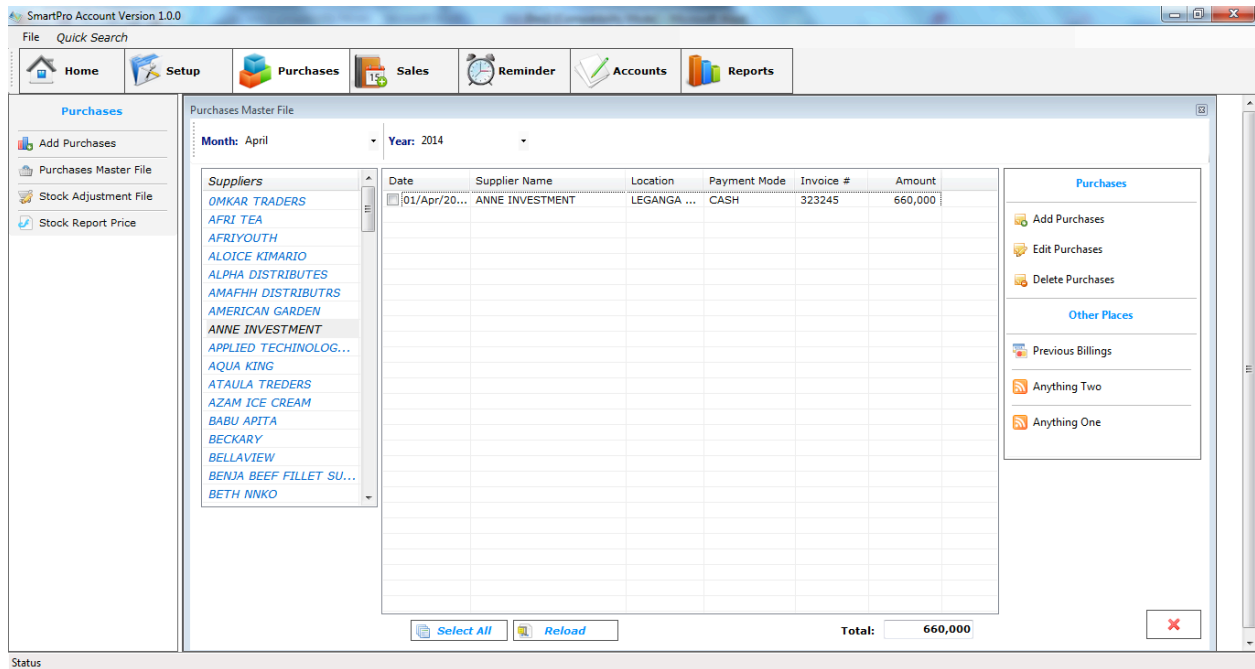 SmartPro Account Version 1.0.0
File Quick Search
Home Setup Purchases 15 Sales Reminder Accounts Reports
Purchases
Add Purchases
Purchases Master File
Stock Adjustment File
Stock Report Price
Purchases Master File
Month: April Year: 2014
Suppliers
OMKAR TRADERS
AFRI TEA
AFRIYOUTH
ALOICE KIMARIO
ALPHA DISTRIBUTES
AMAFHH DISTRIBUTRS
AMERICAN GARDEN
ANNE INVESTMENT
APPLIED TECHINOLOG...
AQUA KING
ATAULA TREDERS
AZAM ICE CREAM
BABU APITA
BECKARY
BELLAVIEW
BENJA BEEF FILLET SU...
BETH NNKO
Date Supplier Name Location Payment Mode Invoice # Amount
01/Apr/20... ANNE INVESTMENT LEGANGA ... CASH 323245 660,000
Select All Reload Total: 660,000
Purchases
Add Purchases
Edit Purchases
Delete Purchases
Other Places
Previous Billings
Anything Two
Anything One
Status